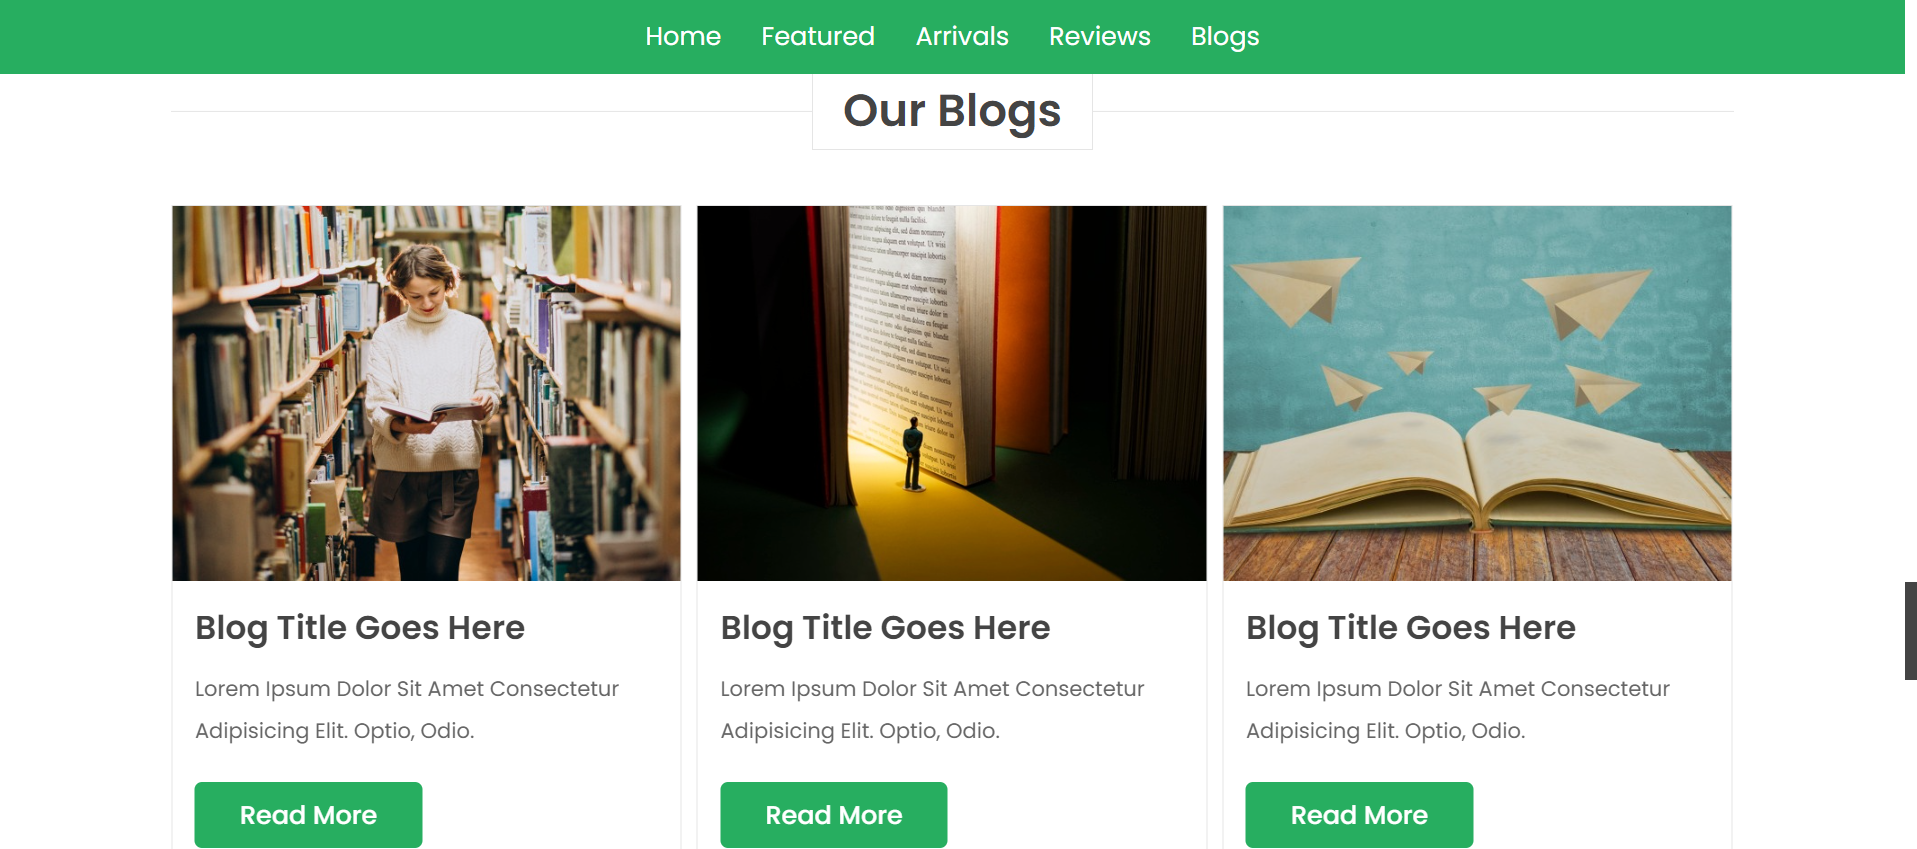 Home Featured Arrivals Reviews Blogs
Our Blogs
Blog Title Goes Here
Lorem Ipsum Dolor Sit Amet Consectetur
Adipisicing Elit. Optio, Odio.
Read More
Blog Title Goes Here
Lorem Ipsum Dolor Sit Amet Consectetur
Adipisicing Elit. Optio, Odio.
Read More
Blog Title Goes Here
Lorem Ipsum Dolor Sit Amet Consectetur
Adipisicing Elit. Optio, Odio.
Read More